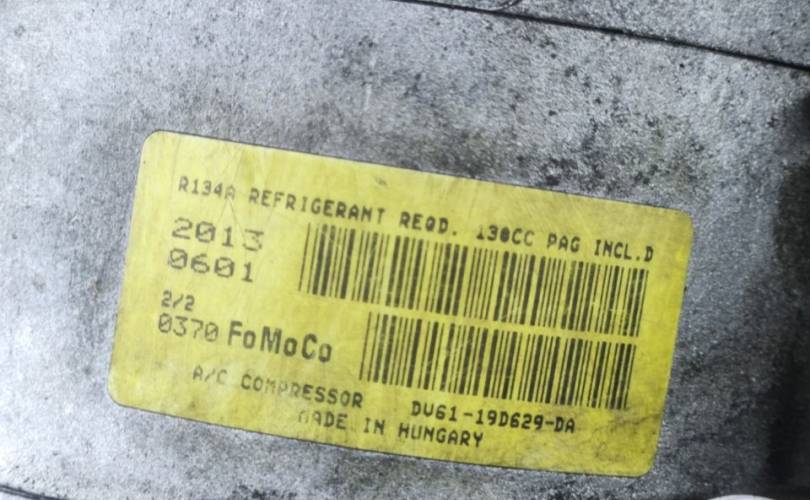 R134A REFRIGERANT REQD. 130CC PAG INCL.D
2013
0601
2/2
0370 FoMoCo
A/C COMPRESSOR DV61-19D629-DA
MADE IN HUNGARY